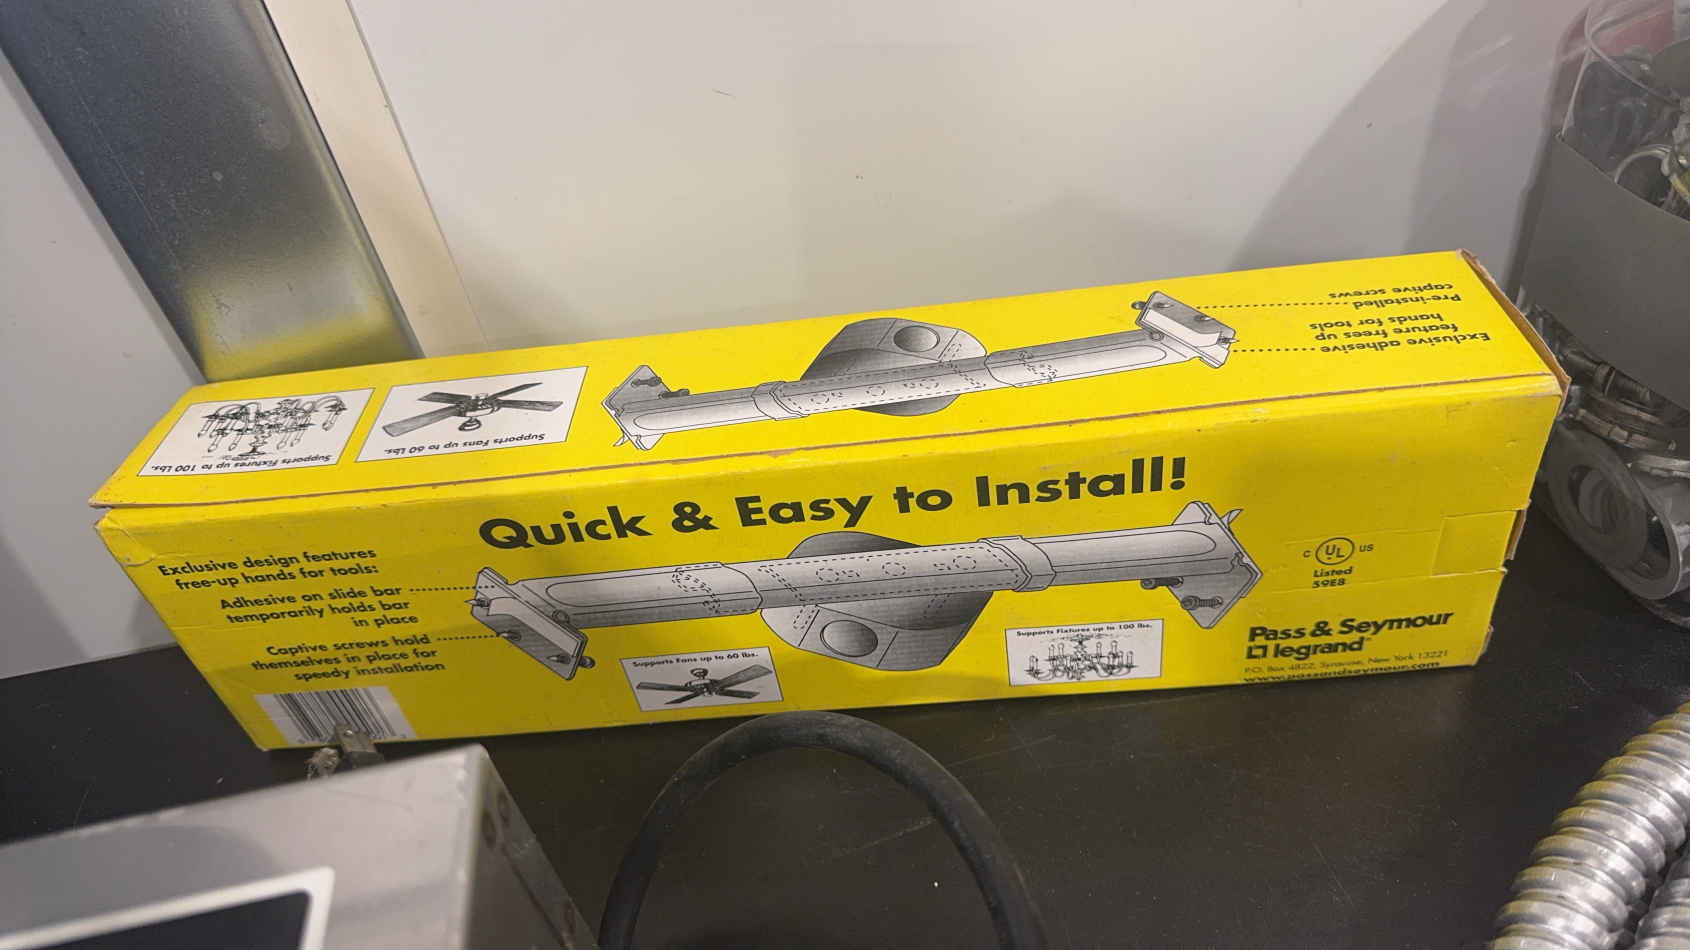 Pre-installed
captive screws
Exclusive adhesive
feature frees up
hands for tools
Supports Fixtures up to 100 Lbs.
Supports Fans up to 60 Lbs.
Quick & Easy to Install!
Exclusive design features
free-up hands for tools:
Adhesive on slide bar
temporarily holds bar
in place
Captive screws hold
themselves in place for
speedy installation
Supports Fans up to 60 lbs.
Supports Fixtures up to 100 lbs.
C UL US
Listed
59E8
Pass & Seymour
legrand
P.O. Box 4822, Syracuse, New York 13221
www.passandseymour.com